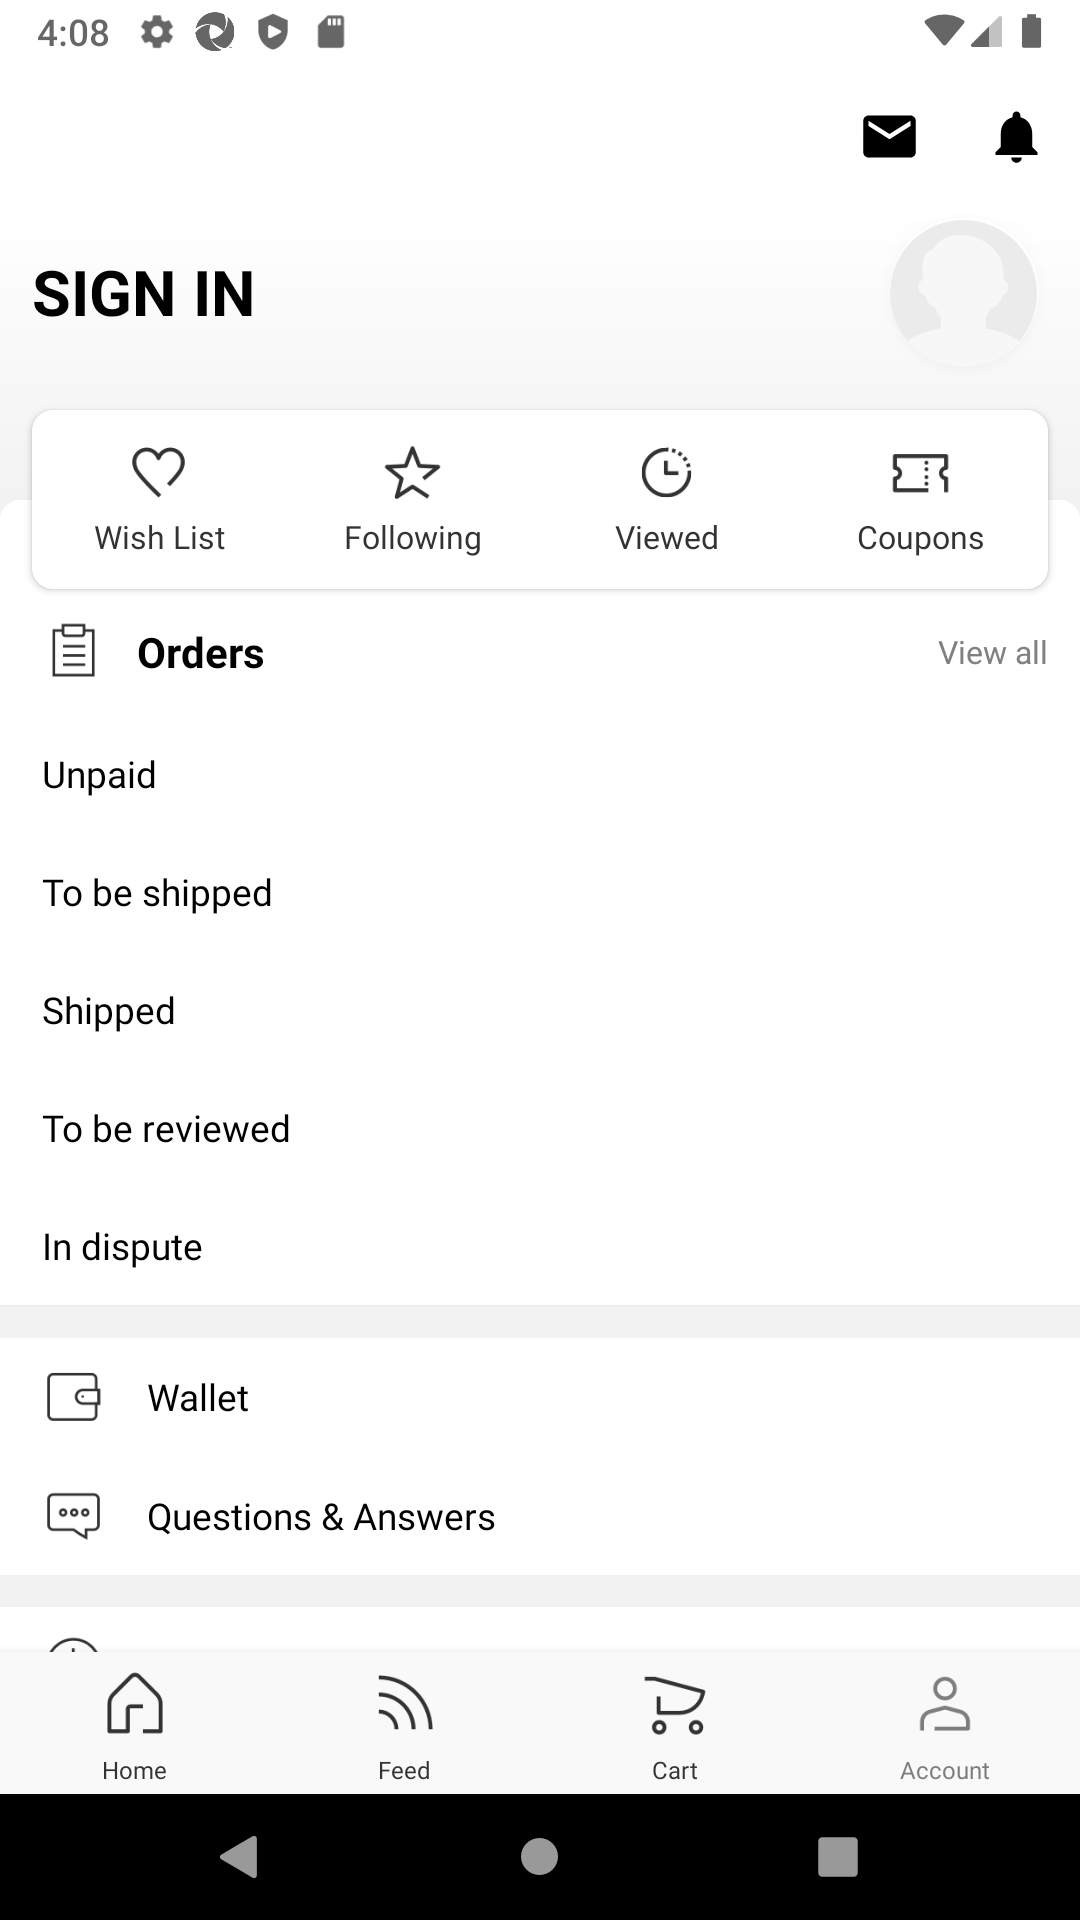 4:08
SIGN IN
Wish List
Following
Viewed
Coupons
Orders
View all
Unpaid
To be shipped
Shipped
To be reviewed
In dispute
Wallet
Questions & Answers
Home
Feed
Cart
Account